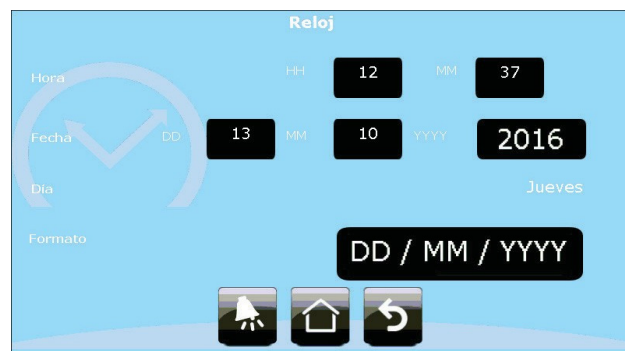 Reloj
Hora HH 12 MM 37
Fecha DD 13 MM 10 YYYY 2016
Día Jueves
Formato DD / MM / YYYY